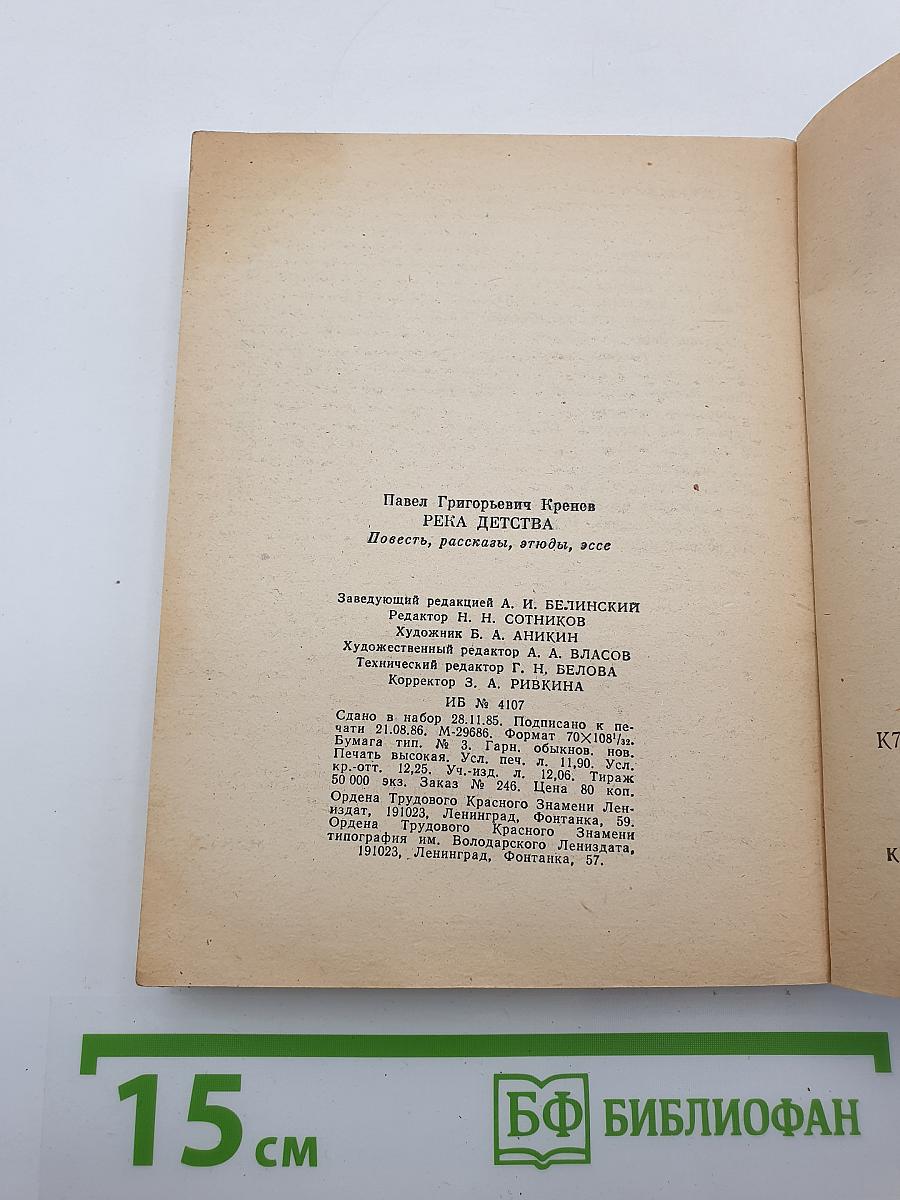 Павел Григорьевич Кренев
РЕКА ДЕТСТВА
Повесть, рассказы, этюды, эссе
Заведующий редакцией А. И. БЕЛИНСКИЙ
Редактор Н. Н. СОТНИКОВ
Художник Б. А. АНИКИН
Художественный редактор А. А. ВЛАСОВ
Технический редактор Г. Н. БЕЛОВА
Корректор З. А. РИВКИНА
ИБ № 4107
Сдано в набор 28.11.85. Подписано к пе-
чати 21.08.86. М-29686. Формат 70×108¹/₃₂.
Бумага тип. № 3. Гарн. обыкнов. нов.
Печать высокая. Усл. печ. л. 11,90. Усл.
кр.-отт. 12,25. Уч.-изд. л. 12,06. Тираж
50 000 экз. Заказ № 246. Цена 80 коп.
Ордена Трудового Красного Знамени Лен-
издат, 191023, Ленинград, Фонтанка, 59.
Ордена Трудового Красного Знамени
типография им. Володарского Лениздата,
191023, Ленинград, Фонтанка, 57.
К7
К
15 см
БФ БИБЛИОФАН